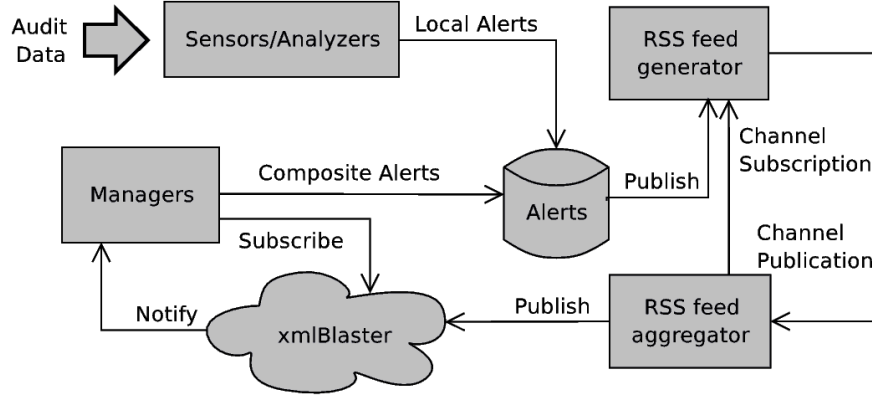 Audit
Data
Sensors/Analyzers
Local Alerts
RSS feed
generator
Channel
Subscription
Managers
Composite Alerts
Alerts
Publish
Subscribe
Channel
Publication
Notify
xmlBlaster
Publish
RSS feed
aggregator